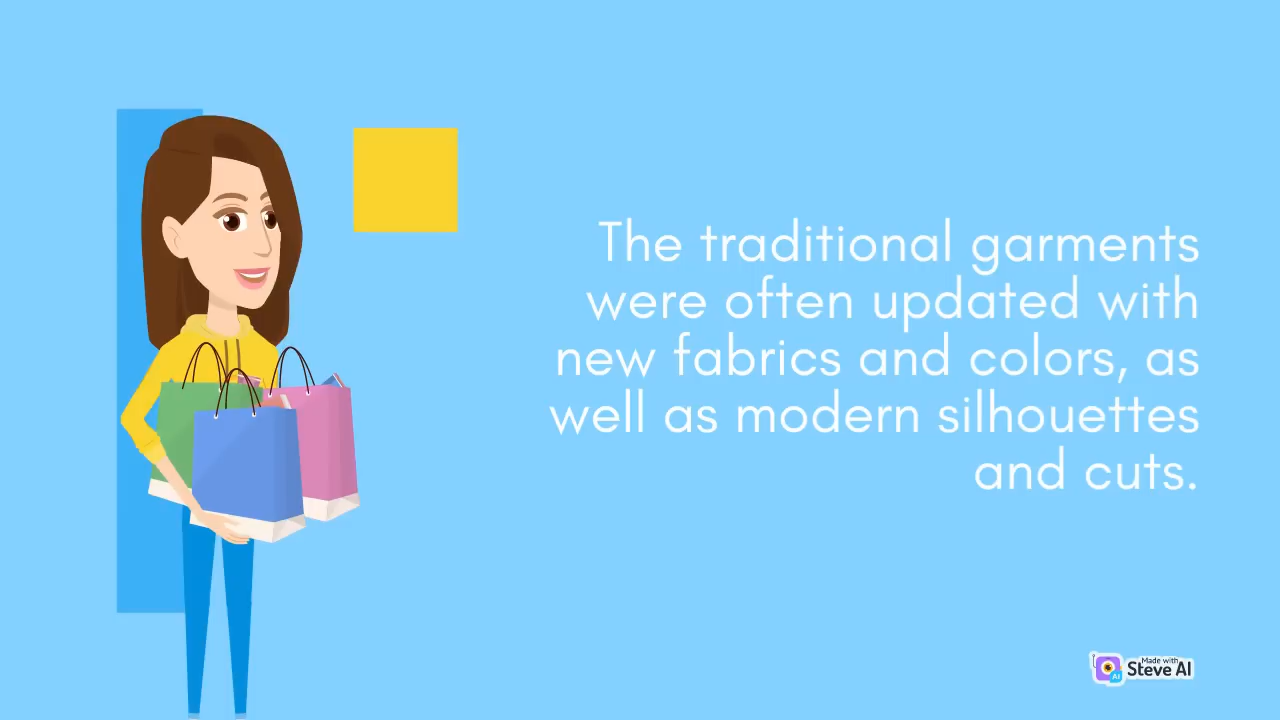 The traditional garments
were often updated with
new fabrics and colors, as
well as modern silhouettes
and cuts.
Made with
Steve AI
AI